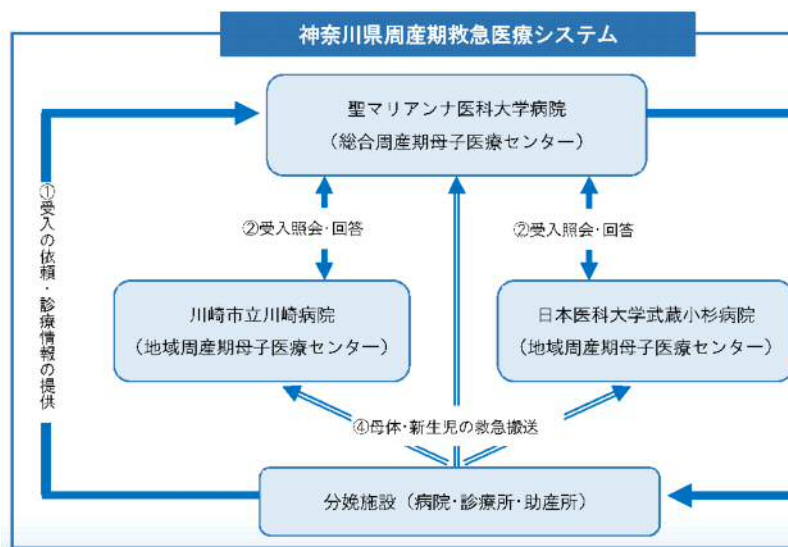 神奈川県周産期救急医療システム
聖マリアンナ医科大学病院
（総合周産期母子医療センター）
①受入の依頼・診療情報の提供
②受入照会・回答
②受入照会・回答
川崎市立川崎病院
（地域周産期母子医療センター）
日本医科大学武蔵小杉病院
（地域周産期母子医療センター）
④母体・新生児の救急搬送
分娩施設（病院・診療所・助産所）